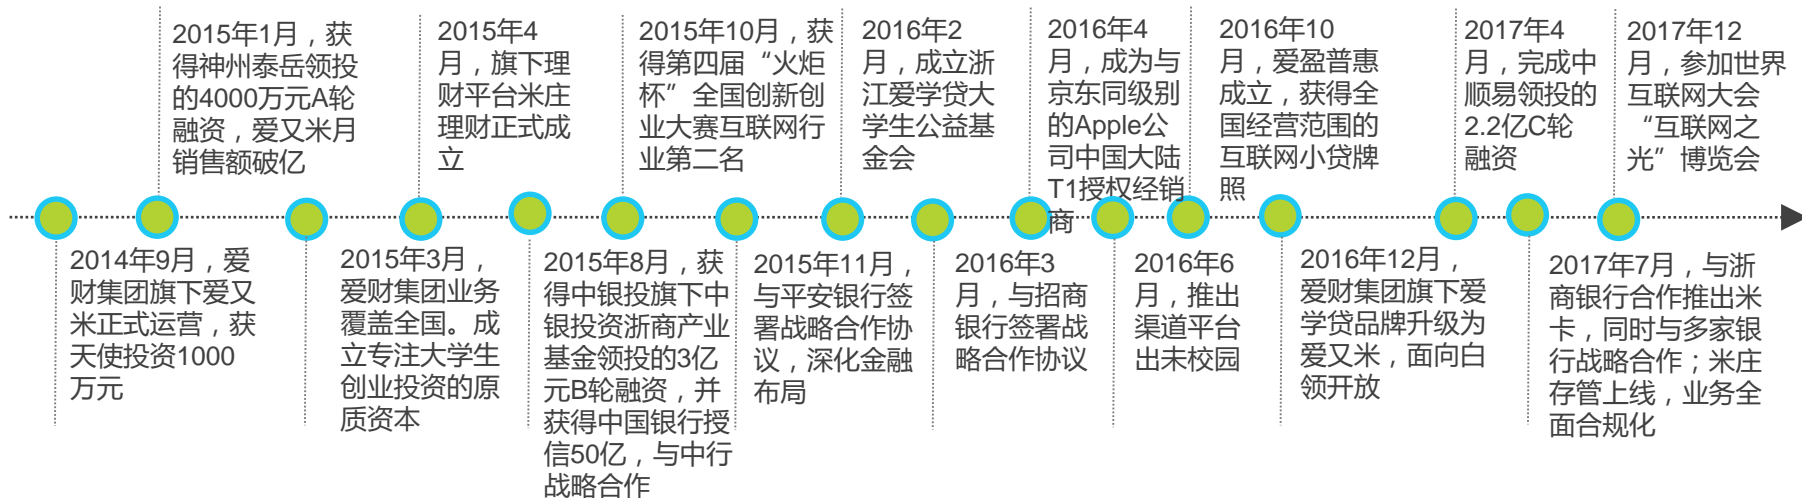 2015年1月，获
得神州泰岳领投
的4000万元A轮
融资，爱又米月
销售额破亿
2015年4
月，旗下理
财平台米庄
理财正式成
立
2015年10月，获
得第四届“火炬
杯”全国创新创
业大赛互联网行
业第二名
2016年2
月，成立浙
江爱学贷大
学生公益基
金会
2016年4
月，成为与
京东同级别
的Apple公
司中国大陆
T1授权经销
商
2016年10
月，爱盈普惠
成立，获得全
国经营范围的
互联网小贷牌
照
2017年4
月，完成中
顺易领投的
2.2亿C轮
融资
2017年12
月，参加世界
互联网大会
“互联网之
光”博览会
2014年9月，爱
财集团旗下爱又
米正式运营，获
天使投资1000
万元
2015年3月，
爱财集团业务
覆盖全国。成
立专注大学生
创业投资的原
质资本
2015年8月，获
得中银投旗下中
银投资浙商产业
基金领投的3亿
元B轮融资，并
获得中国银行授
信50亿，与中行
战略合作
2015年11月，
与平安银行签
署战略合作协
议，深化金融
布局
2016年3
月，与招商
银行签署战
略合作协议
2016年6
月，推出
渠道平台
出未校园
2016年12月，
爱财集团旗下爱
学贷品牌升级为
爱又米，面向白
领开放
2017年7月，与浙
商银行合作推出米
卡，同时与多家银
行战略合作；米庄
存管上线，业务全
面合规化